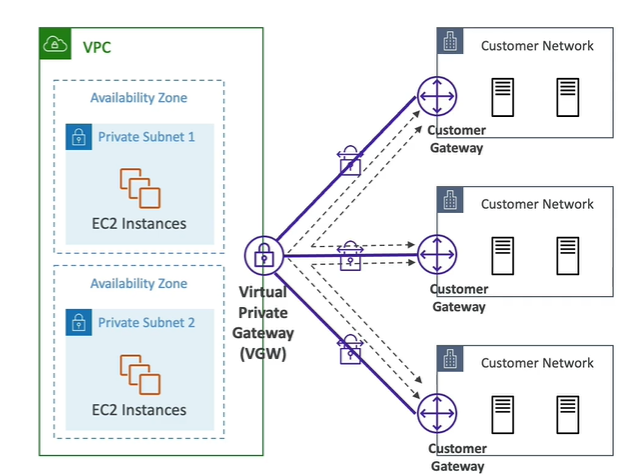 VPC
Availability Zone
Private Subnet 1
EC2 Instances
Availability Zone
Private Subnet 2
EC2 Instances
Virtual
Private
Gateway
(VGW)
Customer Network
Customer
Gateway
Customer Network
Customer
Gateway
Customer Network
Customer
Gateway